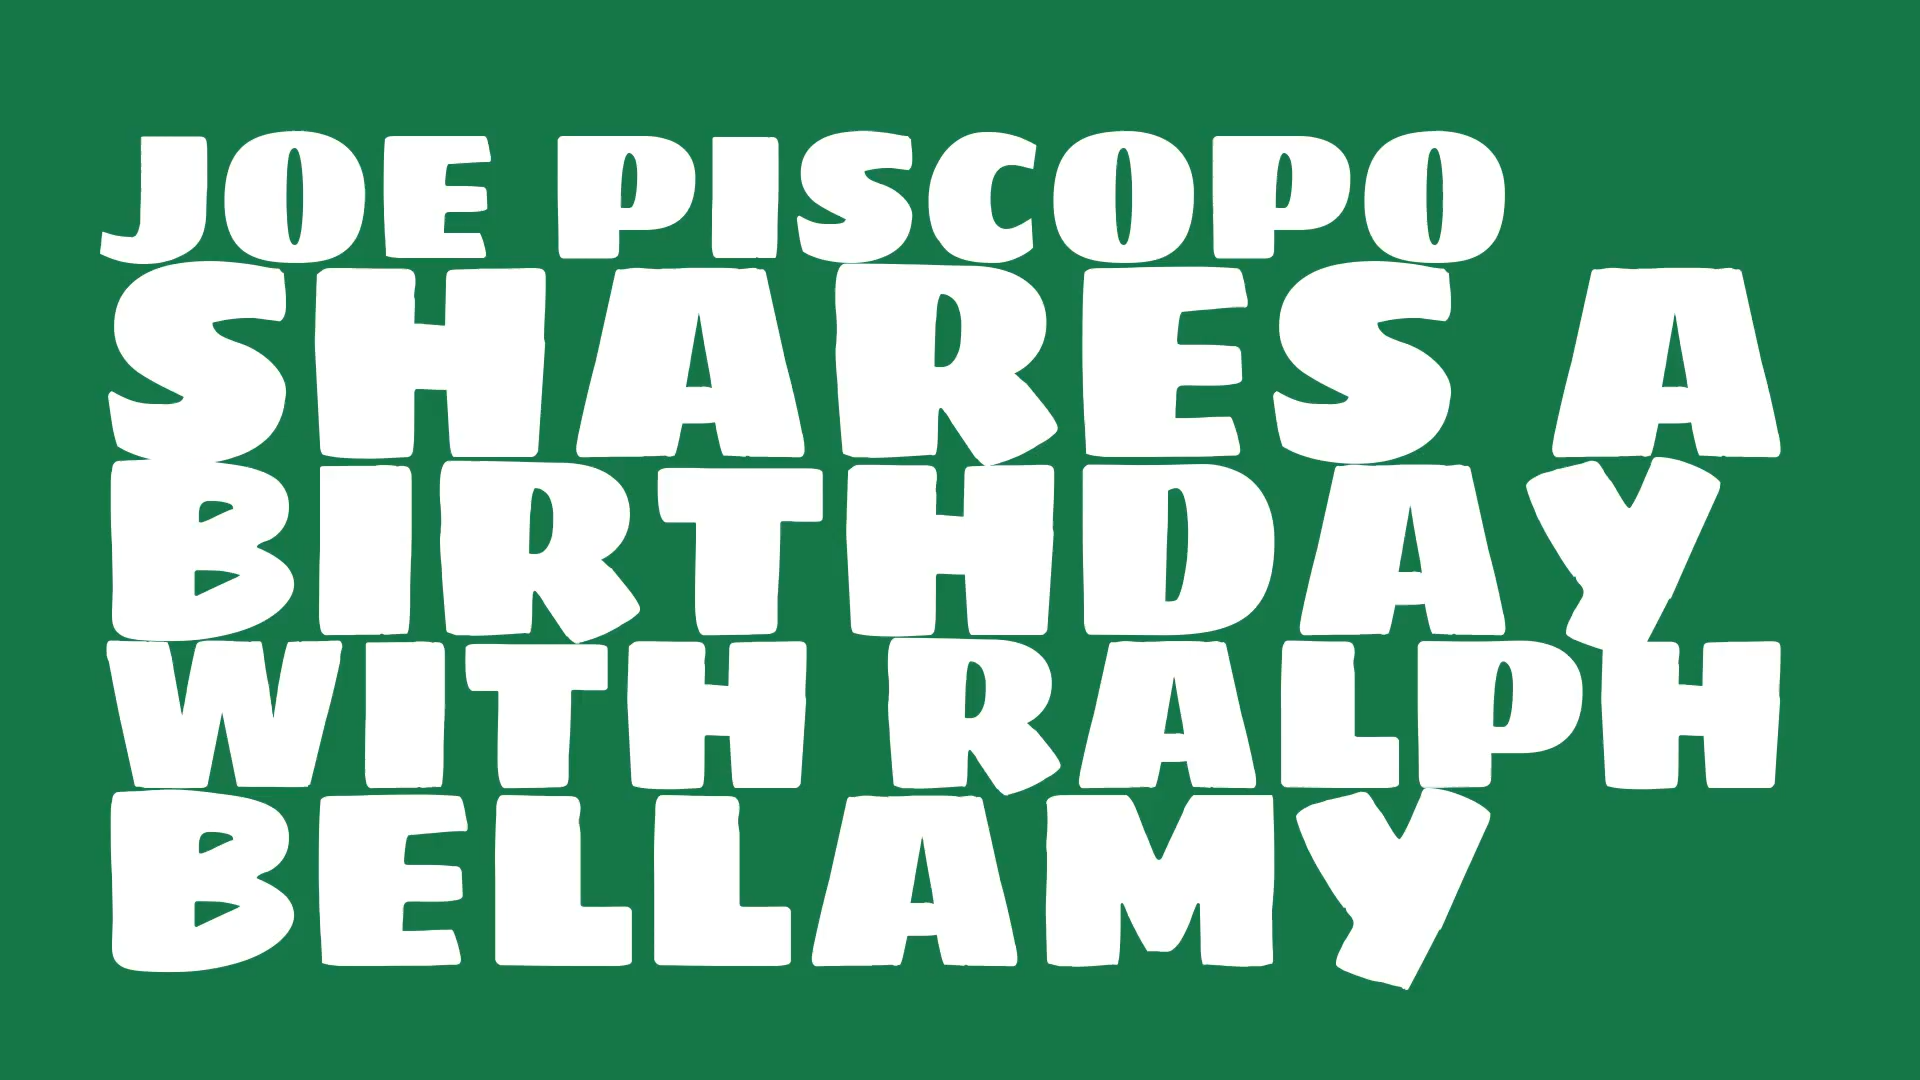 JOE PISCOPO
SHARES A
BIRTHDAY
WITH RALPH
BELLAMY